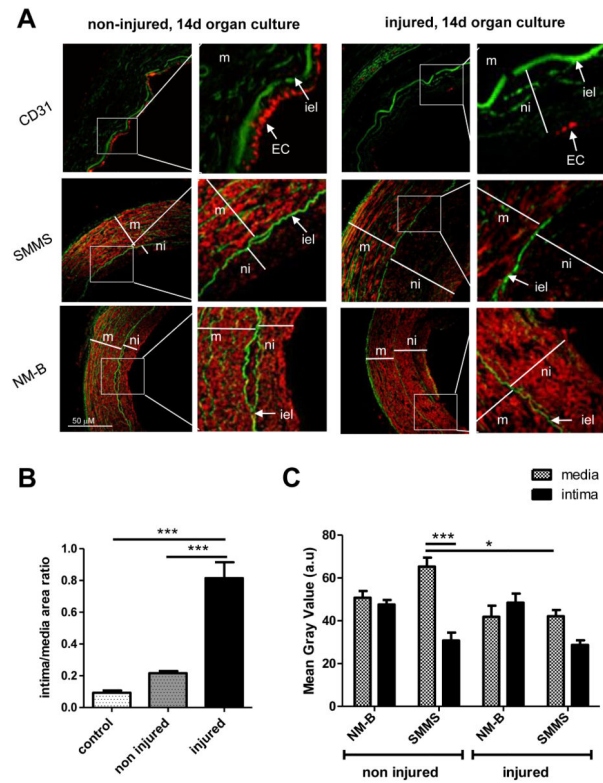 A
non-injured, 14d organ culture
injured, 14d organ culture
CD31
m
iel
EC
m
iel
ni
EC
SMMS
m
ni
m
iel
ni
m
ni
m
ni
iel
NM-B
m
ni
50 µM
ni
m
iel
m
ni
ni
m
iel
B
intima/media area ratio
1.0
0.8
0.6
0.4
0.2
0.0
***
***
control
non injured
injured
C
media
intima
Mean Gray Value (a.u)
80
60
40
20
0
***
*
NM-B
SMMS
NM-B
SMMS
non injured
injured